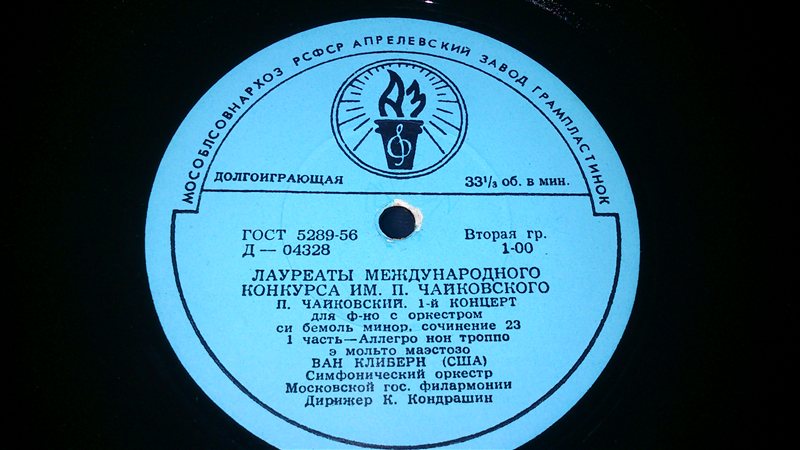 МОСОБЛСОВНАРХОЗ РСФСР АПРЕЛЕВСКИЙ ЗАВОД ГРАМПЛАСТИНОК
АЗ
ДОЛГОИГРАЮЩАЯ 33⅓ об. в мин.
ГОСТ 5289-56 Вторая гр.
Д — 04328 1-00
ЛАУРЕАТЫ МЕЖДУНАРОДНОГО
КОНКУРСА ИМ. П. ЧАЙКОВСКОГО
П. ЧАЙКОВСКИЙ. 1-й КОНЦЕРТ
для ф-но с оркестром
си бемоль минор, сочинение 23
1 часть—Аллегро нон троппо
э мольто маэстозо
ВАН КЛИБЕРН (США)
Симфонический оркестр
Московской гос. филармонии
Дирижер К. Кондрашин